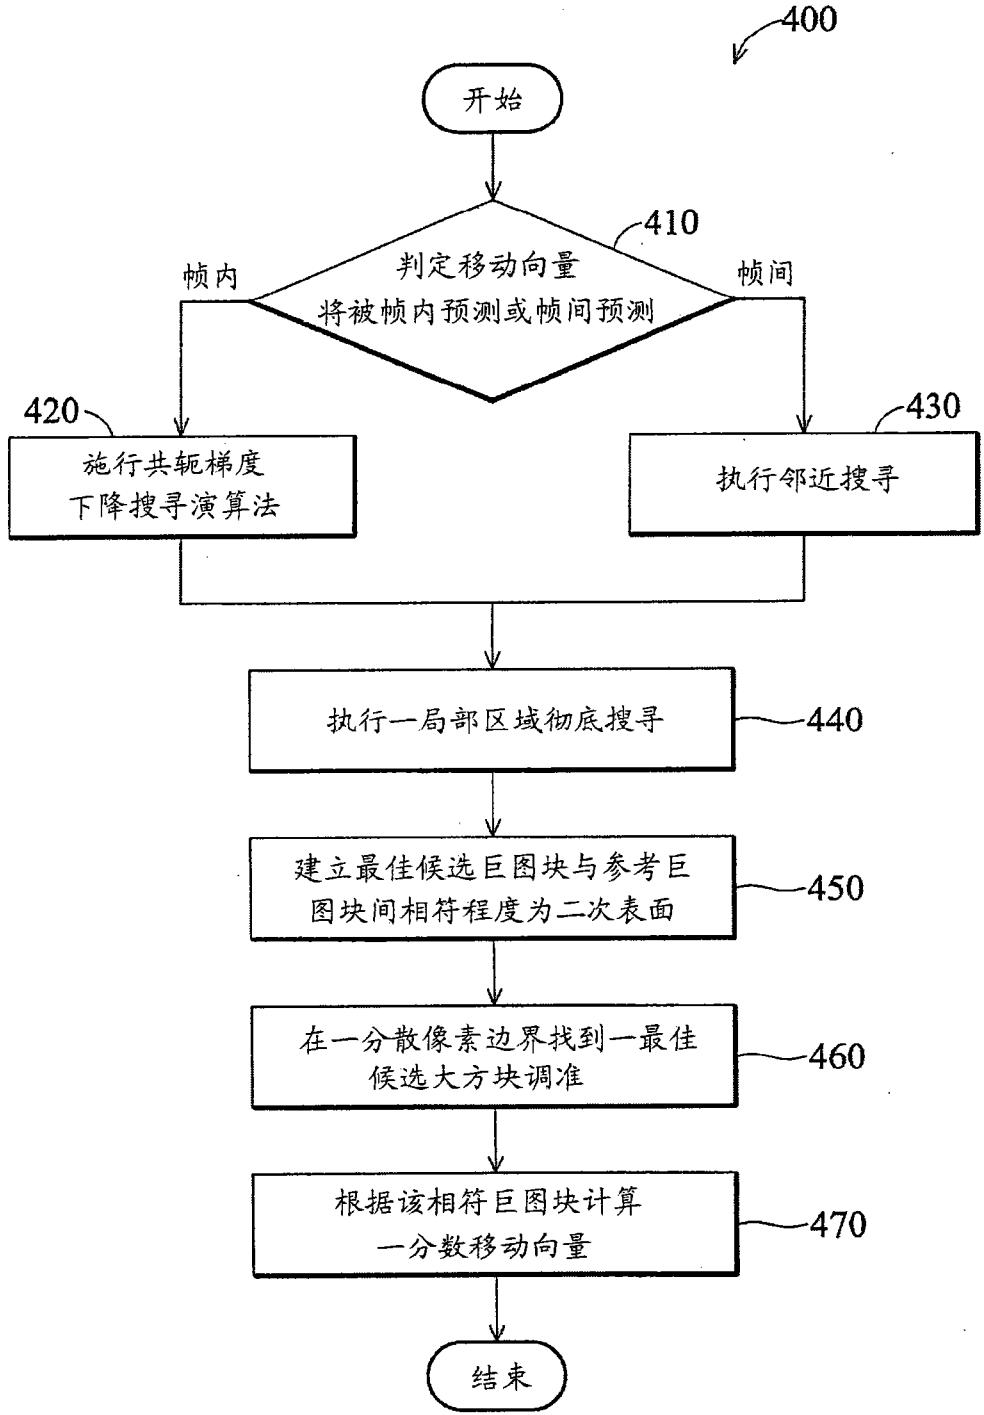 400
开始
410
判定移动向量
将被帧内预测或帧间预测
帧内
帧间
420
施行共轭梯度
下降搜寻演算法
430
执行邻近搜寻
执行一局部区域彻底搜寻
440
建立最佳候选巨图块与参考巨
图块间相符程度为二次表面
450
在一分散像素边界找到一最佳
候选大方块调准
460
根据该相符巨图块计算
一分数移动向量
470
结束